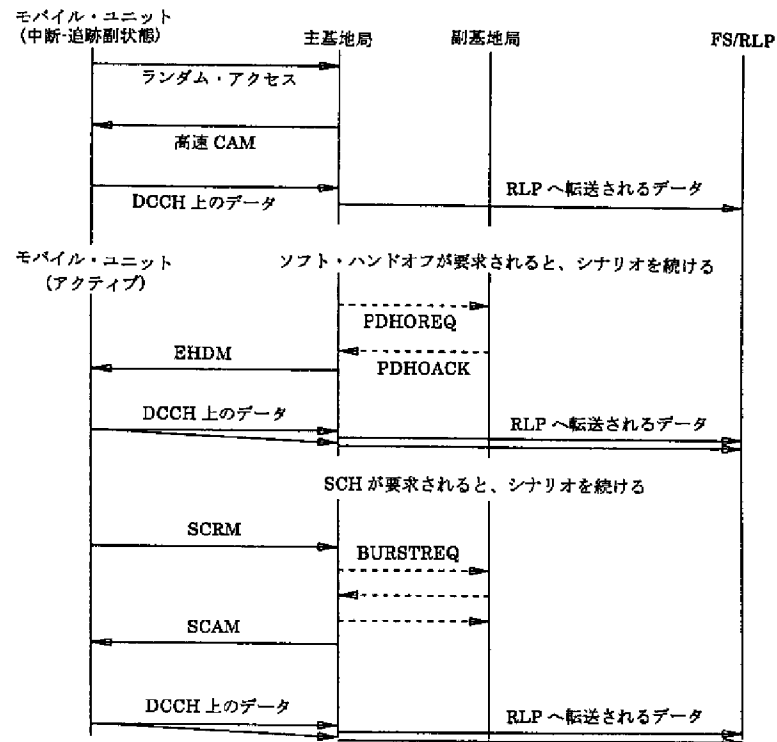 モバイル・ユニット
(中断-追跡副状態)
主基地局
副基地局
FS/RLP
ランダム・アクセス
高速 CAM
DCCH 上のデータ
RLP へ転送されるデータ
モバイル・ユニット
(アクティブ)
ソフト・ハンドオフが要求されると、シナリオを続ける
PDHOREQ
EHDM
PDHOACK
DCCH 上のデータ
RLP へ転送されるデータ
SCH が要求されると、シナリオを続ける
SCRM
BURSTREQ
SCAM
DCCH 上のデータ
RLP へ転送されるデータ